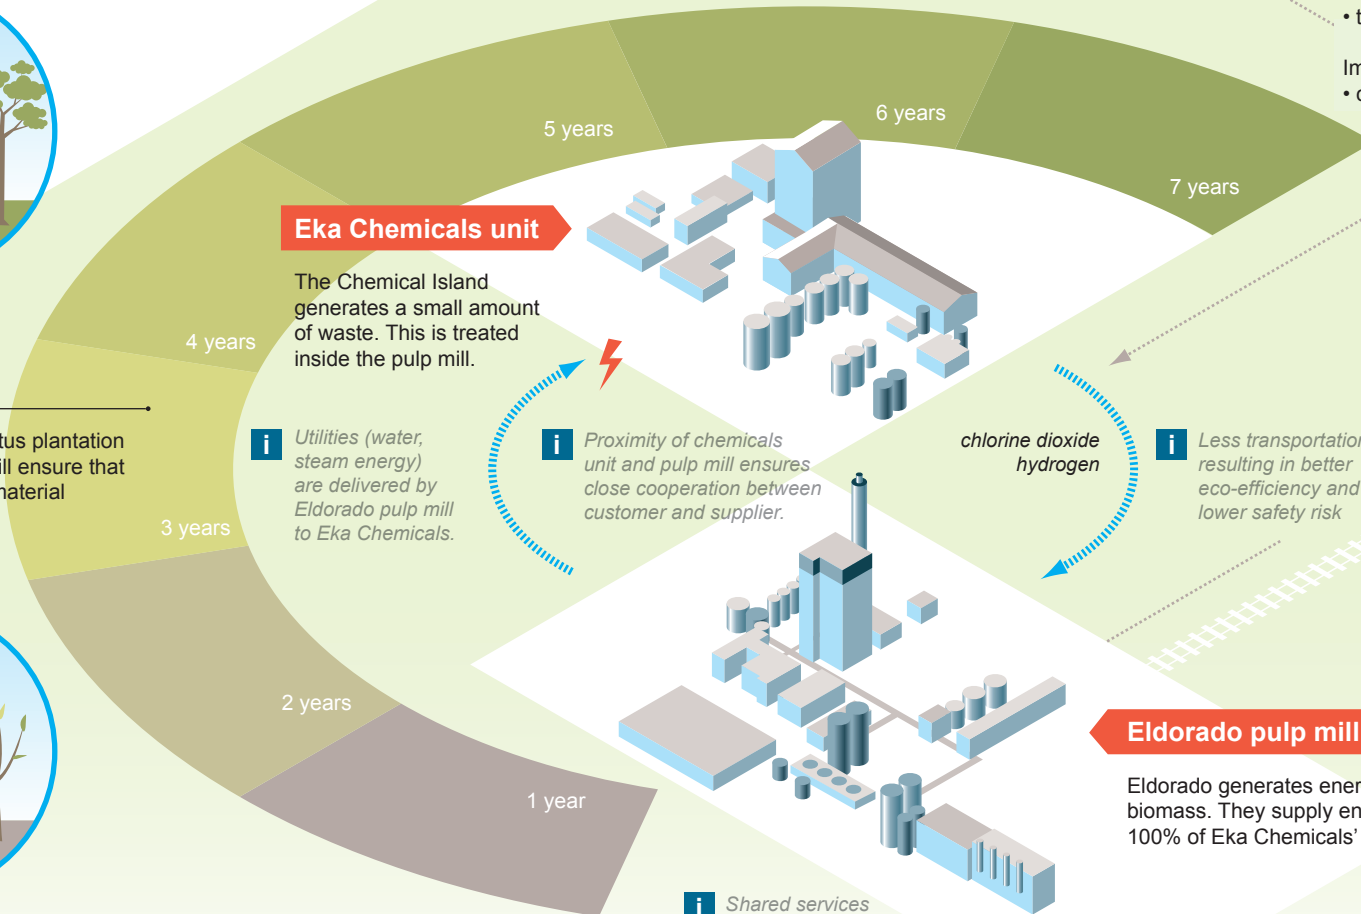 • t
Im
• c
5 years
6 years
7 years
4 years
3 years
2 years
1 year
Eka Chemicals unit
The Chemical Island
generates a small amount
of waste. This is treated
inside the pulp mill.
tus plantation
ill ensure that
material
i
Utilities (water,
steam energy)
are delivered by
Eldorado pulp mill
to Eka Chemicals.
i
Proximity of chemicals
unit and pulp mill ensures
close cooperation between
customer and supplier.
chlorine dioxide
hydrogen
i
Less transportation
resulting in better
eco-efficiency and
lower safety risk
Eldorado pulp mill
Eldorado generates ener
biomass. They supply en
100% of Eka Chemicals’
i
Shared services